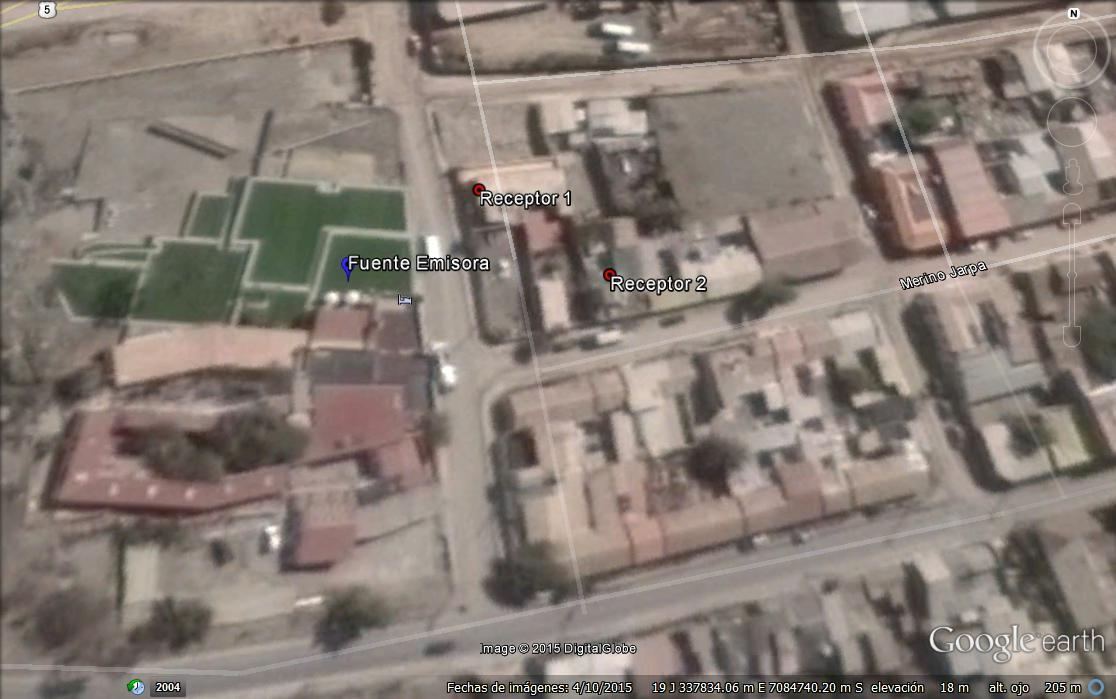 5
N
Receptor 1
Fuente Emisora
Receptor 2
Merino Jarpa
Google earth
Image © 2015 DigitalGlobe
2004
Fechas de imágenes: 4/10/2015 19 J 337834.06 m E 7084740.20 m S elevación 18 m alt. ojo 205 m